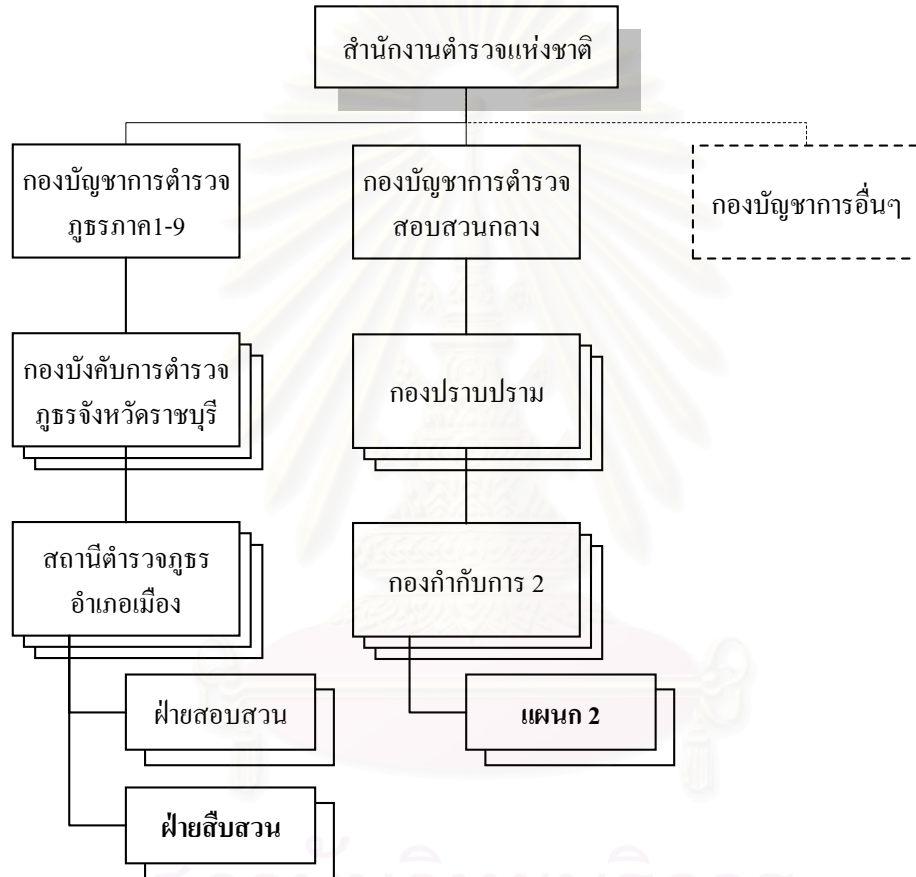 สำนักงานตำรวจแห่งชาติ
กองบัญชาการตำรวจ
ภูธรภาค1-9
กองบัญชาการตำรวจ
สอบสวนกลาง
กองบัญชาการอื่นๆ
กองบังคับการตำรวจ
ภูธรจังหวัดราชบุรี
กองปราบปราม
สถานีตำรวจภูธร
อำเภอเมือง
กองกำกับการ 2
ฝ่ายสอบสวน
แผนก 2
ฝ่ายสืบสวน